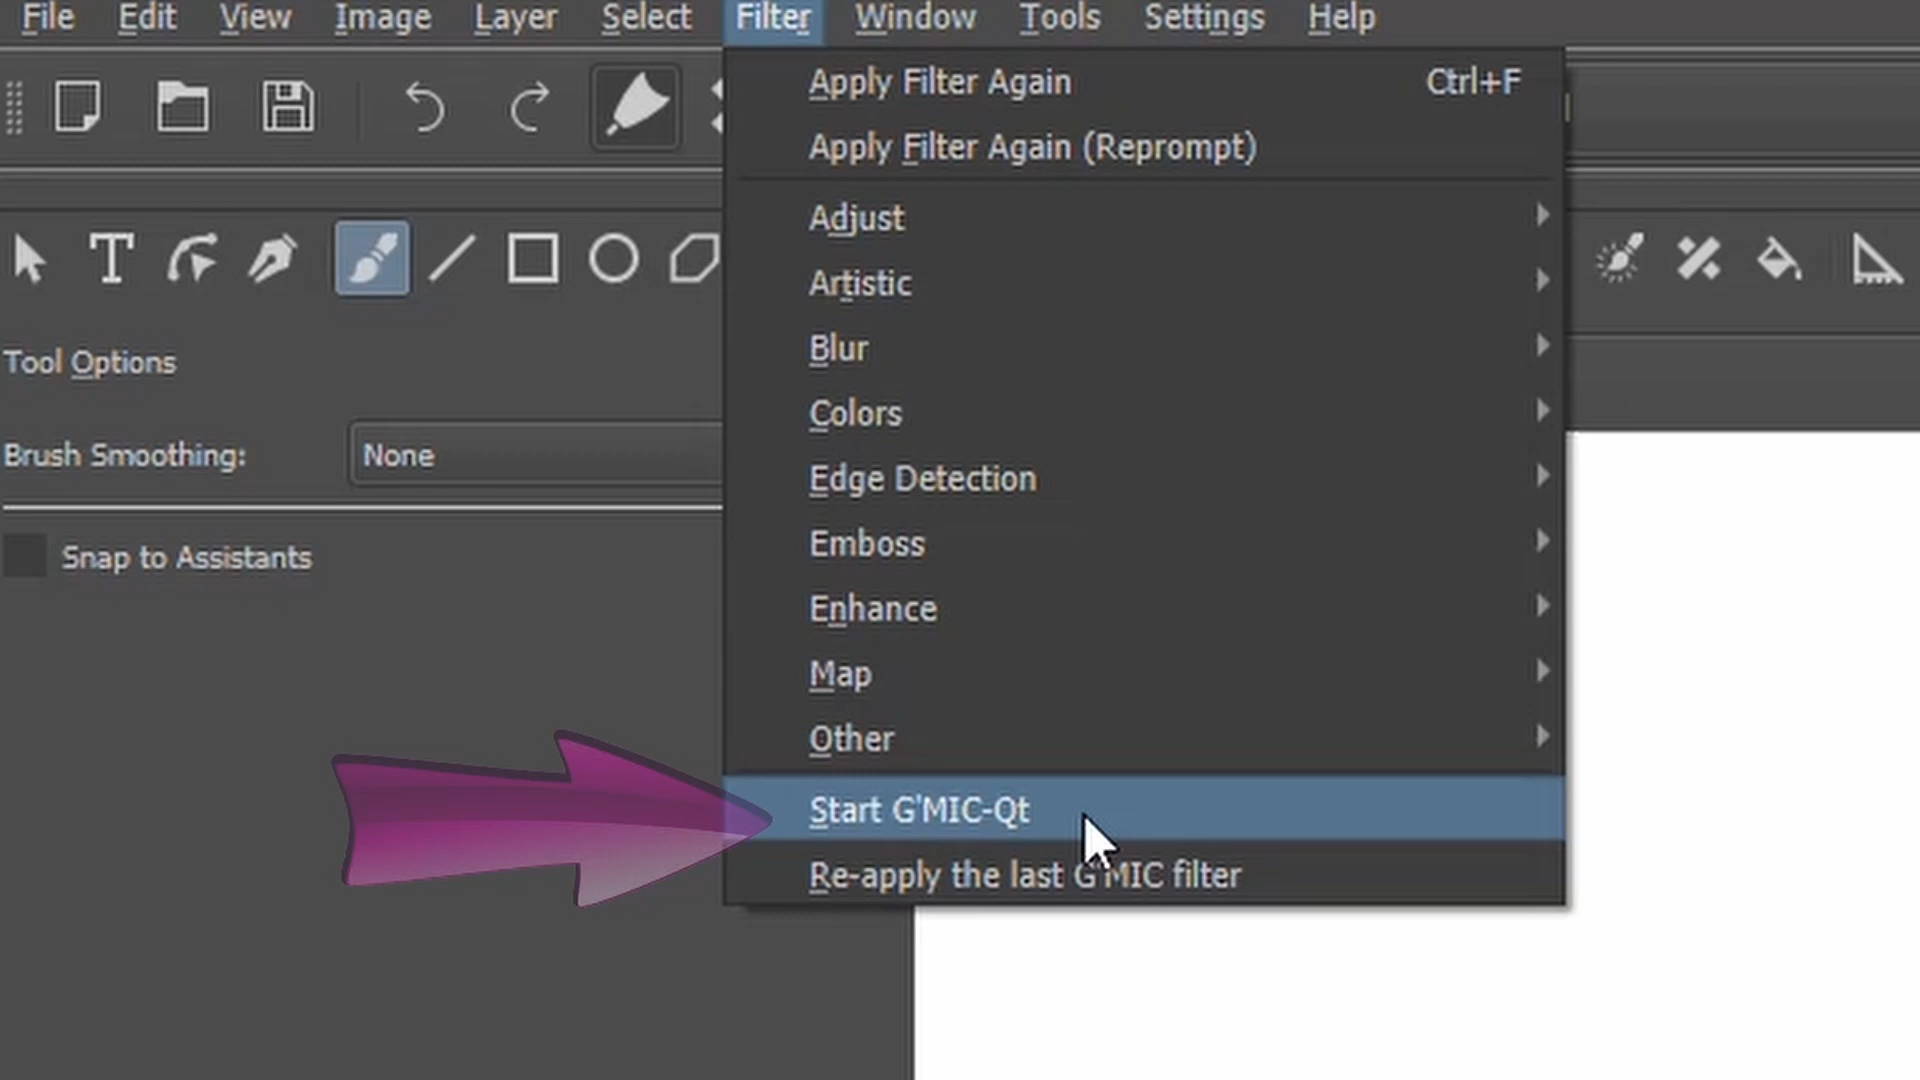 File Edit View Image Layer Select Filter Window Tools Settings Help
Apply Filter Again Ctrl+F
Apply Filter Again (Reprompt)
Adjust
Artistic
Blur
Colors
Edge Detection
Emboss
Enhance
Map
Other
Start G'MIC-Qt
Re-apply the last G'MIC filter
Tool Options
Brush Smoothing: None
Snap to Assistants